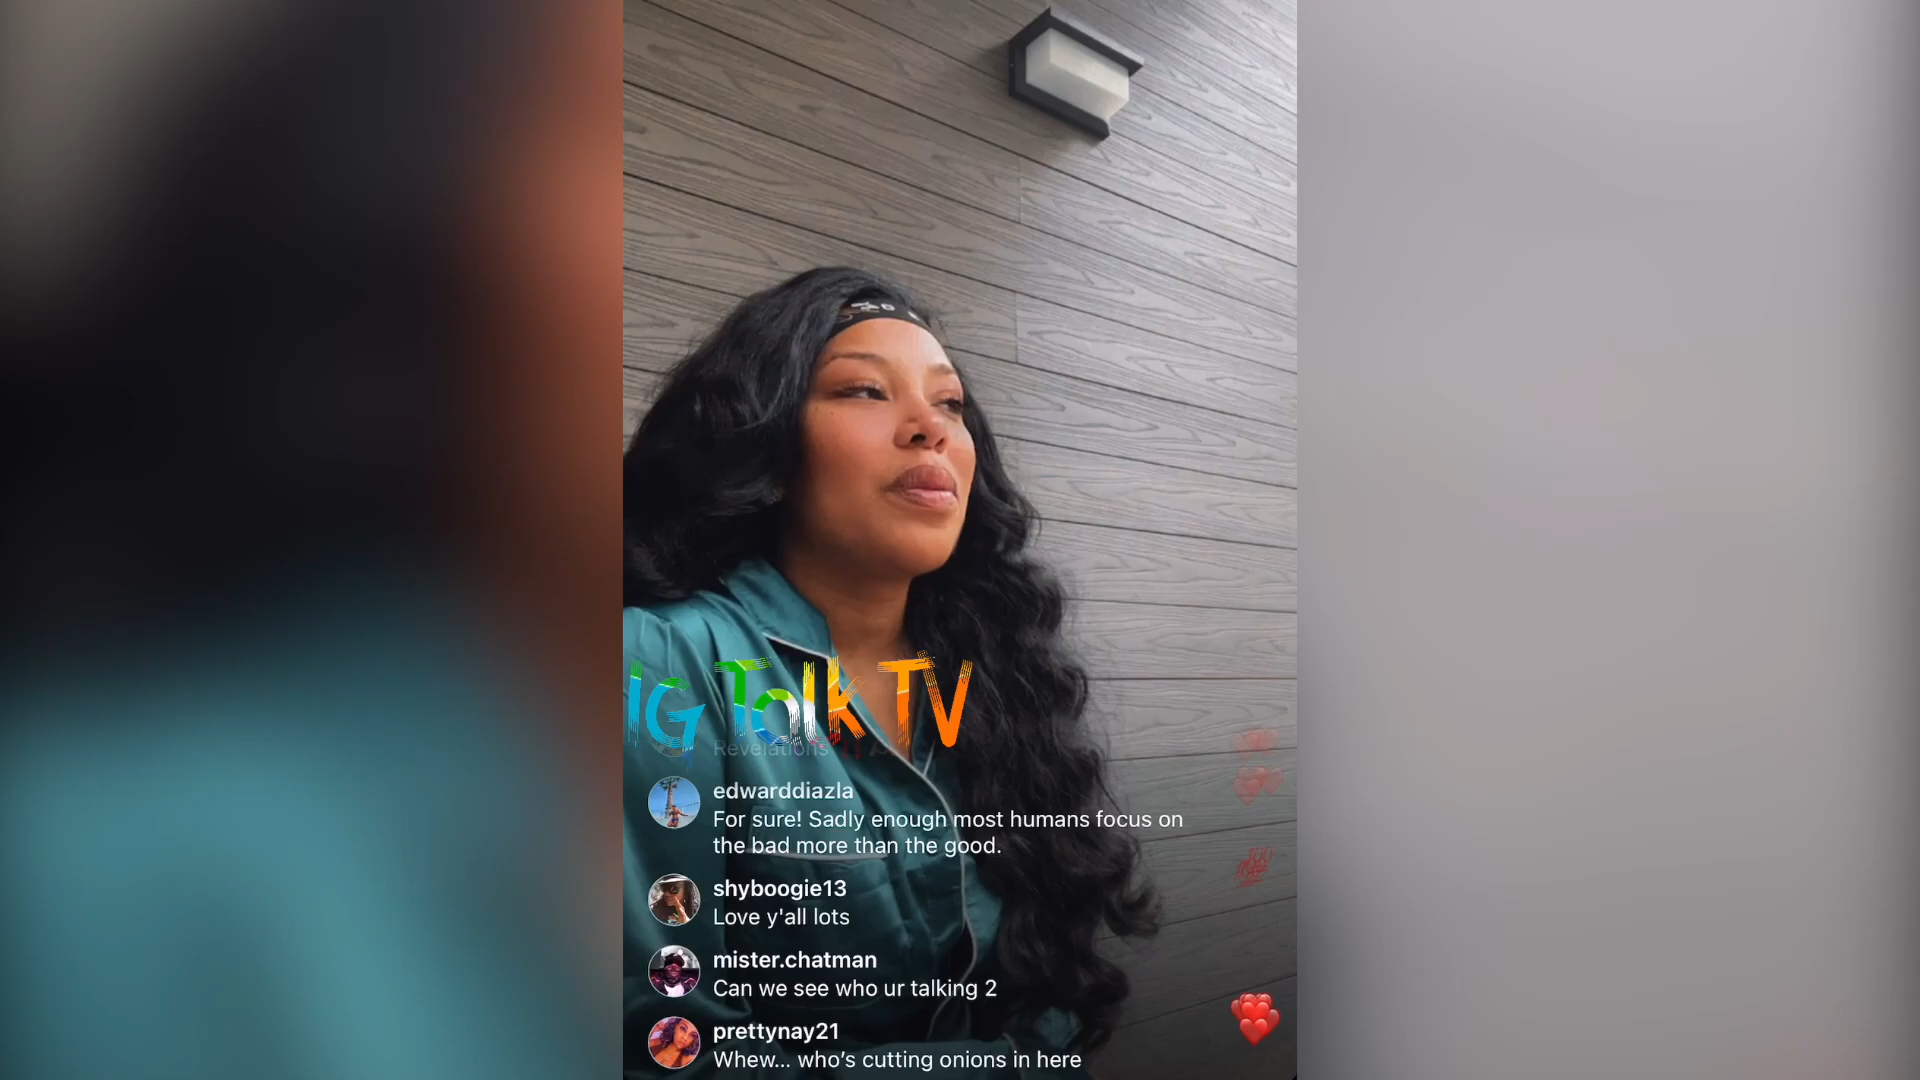 IG Talk TV
Revelations
edwarddiazla
For sure! Sadly enough most humans focus on
the bad more than the good.
shyboogie13
Love y'all lots
mister.chatman
Can we see who ur talking 2
prettynay21
Whew... who's cutting onions in here